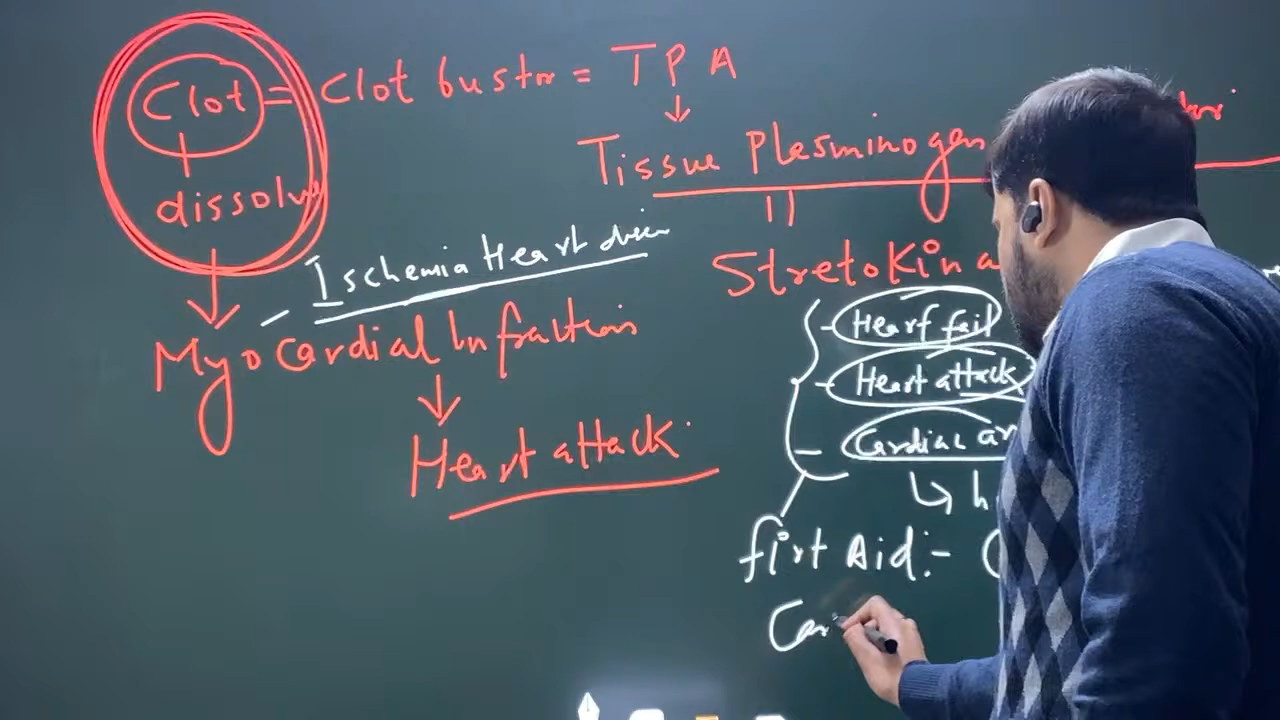 Clot = Clot bustr = TPA
dissolv
Tissue Plesminogen
Ischemia Heart
Myocardial Infraction
Heart attack
Stretokina
- Heart fail
- Heart attack
- Cardiac ar
first Aid:- C
Car